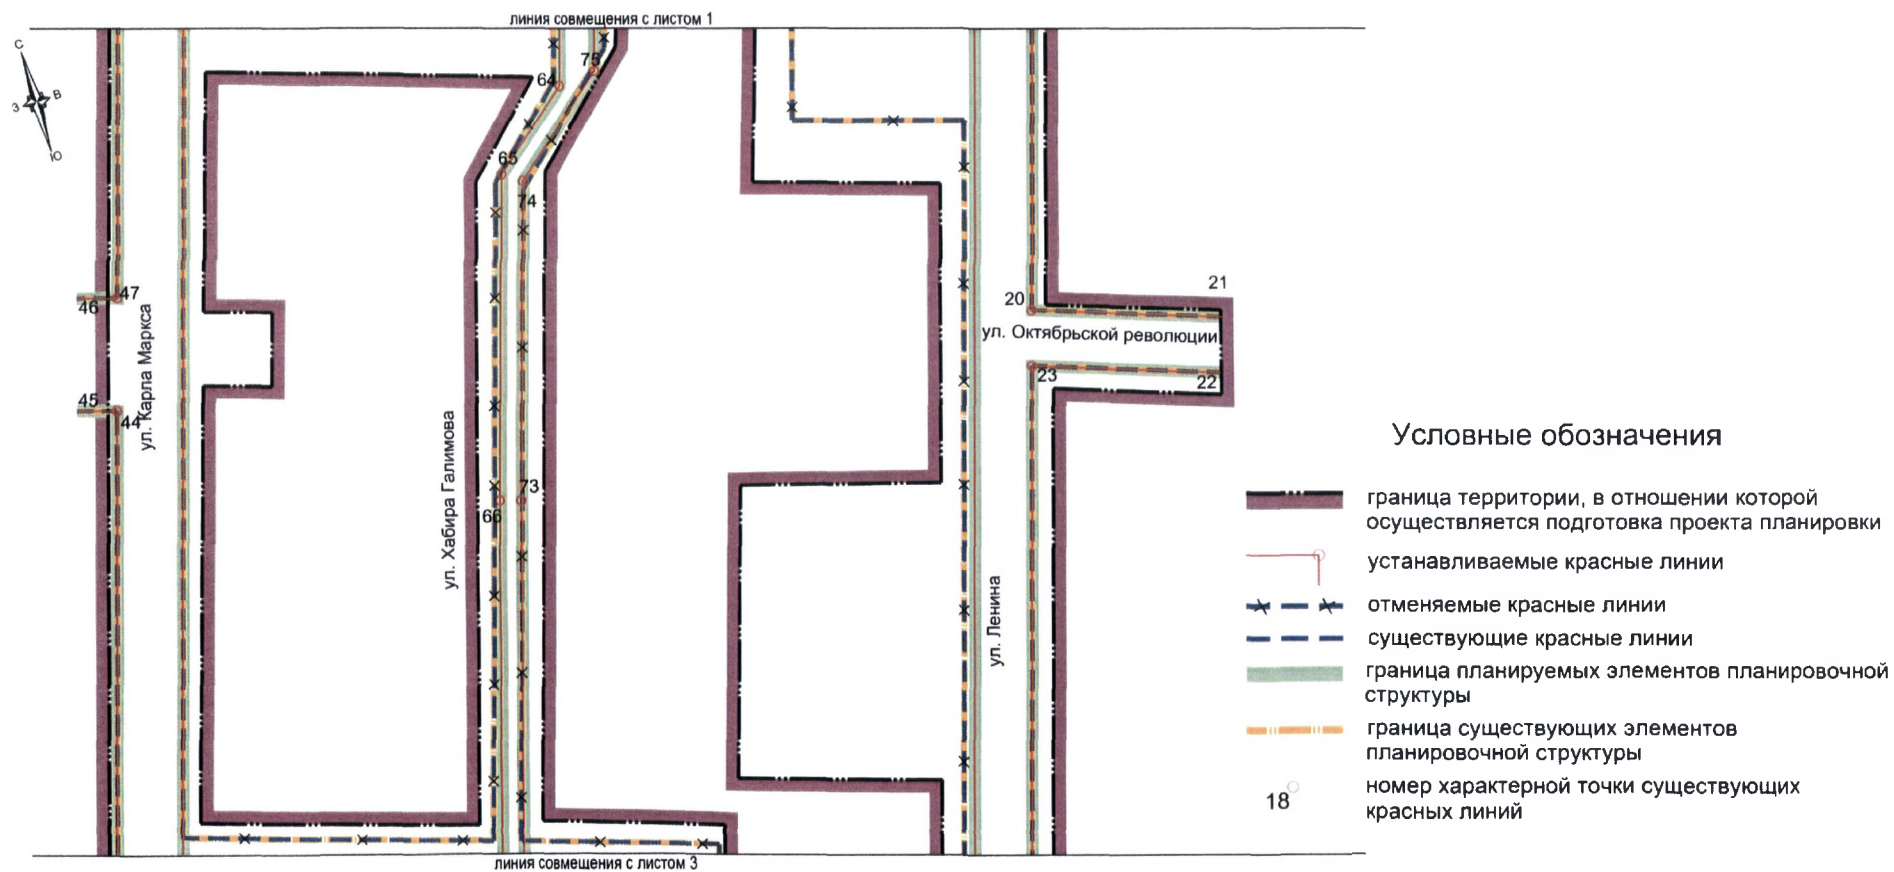 линия совмещения с листом 1
С
В
З
Ю
75
64
65
74
47
46
45
44
ул. Карла Маркса
ул. Хабира Галимова
73
66
20
21
ул. Октябрьской революции
23
22
ул. Ленина
линия совмещения с листом 3
Условные обозначения
граница территории, в отношении которой
осуществляется подготовка проекта планировки
устанавливаемые красные линии
отменяемые красные линии
существующие красные линии
граница планируемых элементов планировочной
структуры
граница существующих элементов
планировочной структуры
18
номер характерной точки существующих
красных линий